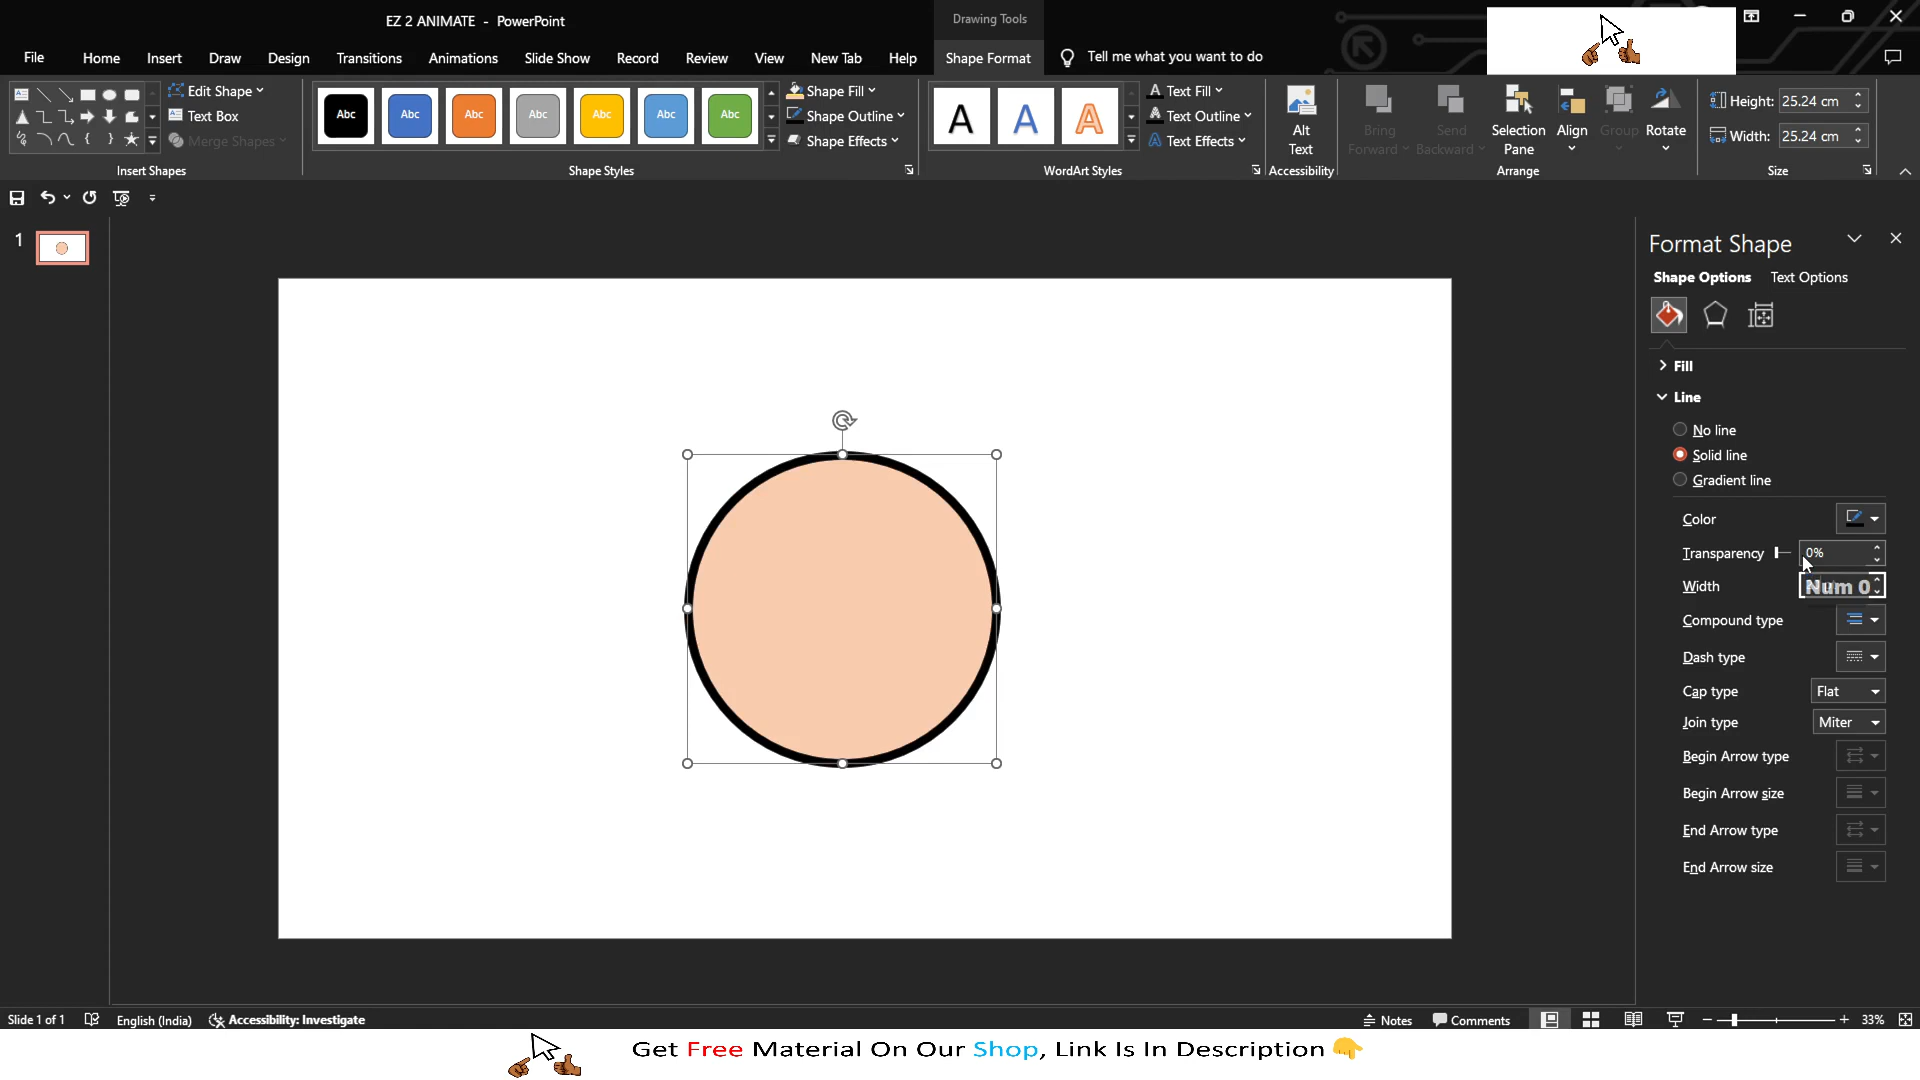 EZ 2 ANIMATE - PowerPoint
Drawing Tools
File Home Insert Draw Design Transitions Animations Slide Show Record Review View New Tab Help Shape Format Tell me what you want to do
Edit Shape
Text Box
Merge Shapes
Insert Shapes
Abc Abc Abc Abc Abc Abc Abc
Shape Fill
Shape Outline
Shape Effects
Shape Styles
A A A
Text Fill
Text Outline
Text Effects
WordArt Styles
Alt Text
Accessibility
Bring Forward
Send Backward
Selection Pane
Align
Group
Rotate
Arrange
Height: 25.24 cm
Width: 25.24 cm
Size
1
Format Shape
Shape Options Text Options
Fill
Line
No line
Solid line
Gradient line
Color
Transparency 0%
Width Num 0
Compound type
Dash type
Cap type Flat
Join type Miter
Begin Arrow type
Begin Arrow size
End Arrow type
End Arrow size
Slide 1 of 1 English (India) Accessibility: Investigate Notes Comments 33%
Get Free Material On Our Shop, Link Is In Description